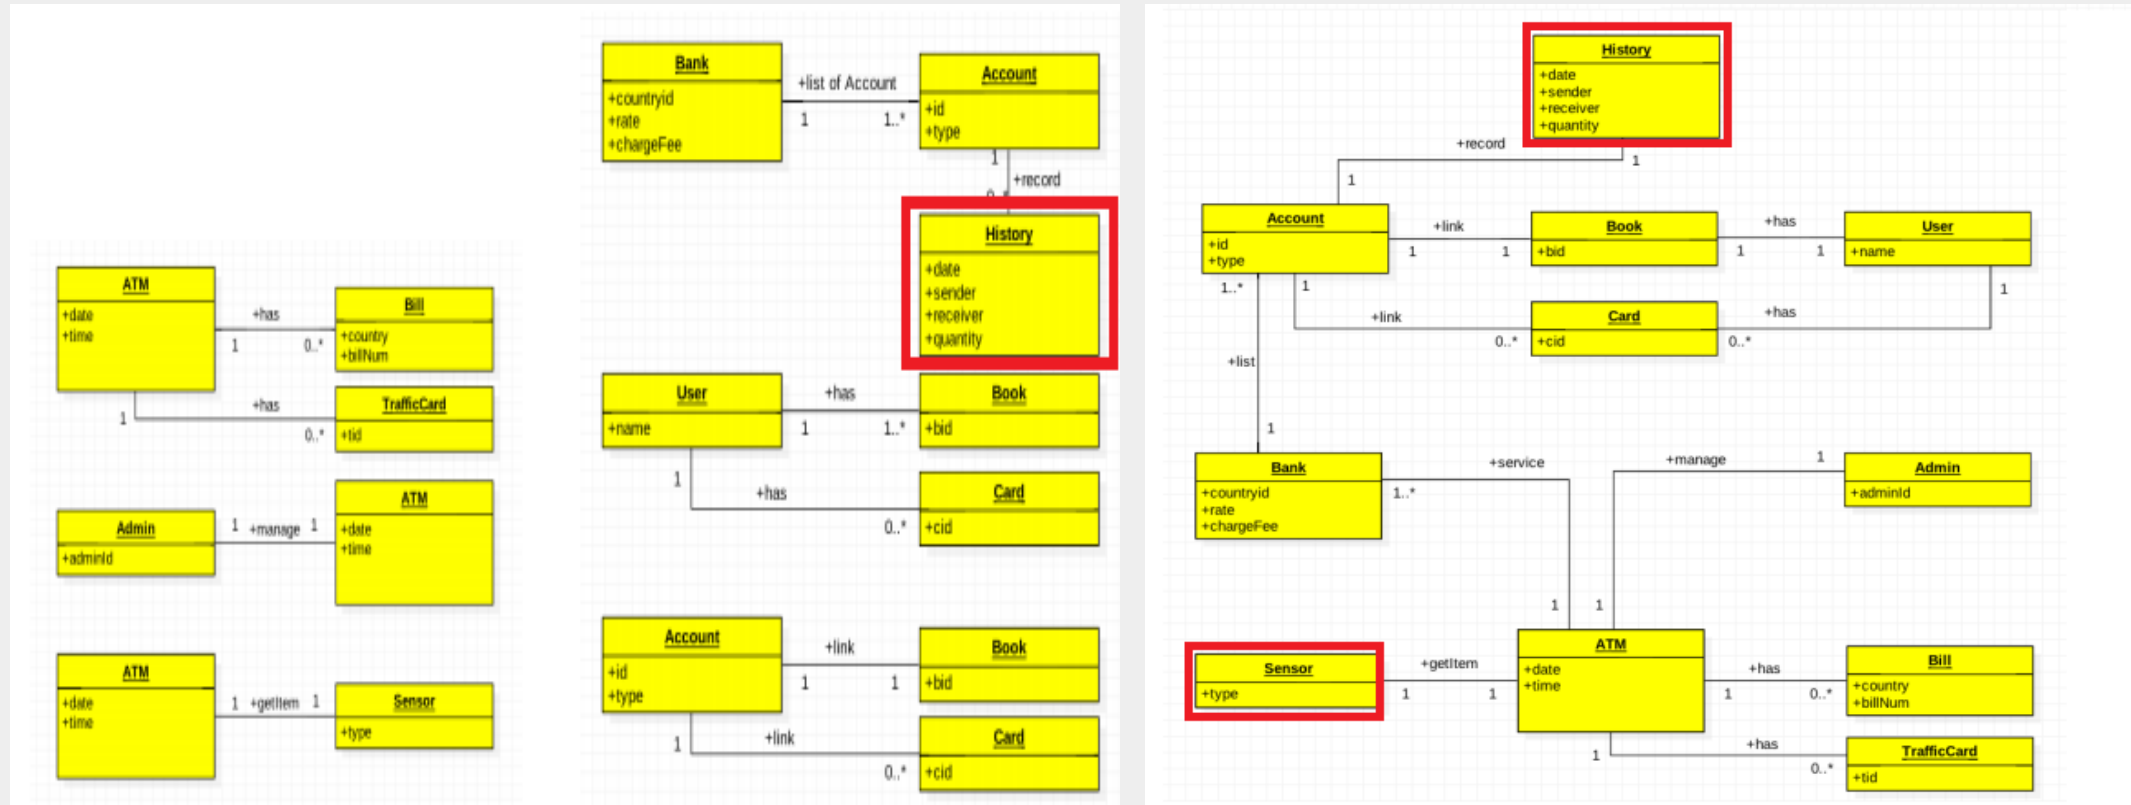 ATM
+date
+time
+has
1
0..*
Bill
+country
+billNum
1
+has
0..*
TrafficCard
+tid
Admin
+adminId
1 +manage 1
ATM
+date
+time
ATM
+date
+time
1 +getItem 1
Sensor
+type
Bank
+countryid
+rate
+chargeFee
+list of Account
1
1..*
Account
+id
+type
1
+record
0..*
History
+date
+sender
+receiver
+quantity
User
+name
+has
1
1..*
Book
+bid
1
+has
0..*
Card
+cid
Account
+id
+type
+link
1
1
Book
+bid
1
+link
0..*
Card
+cid
History
+date
+sender
+receiver
+quantity
+record
1
1
Account
+id
+type
+link
1
1
Book
+bid
+has
1
1
User
+name
1..*
1
+link
0..*
Card
+cid
+has
0..*
1
+list
1
Bank
+countryid
+rate
+chargeFee
+service
1..*
1
+manage
1
1
Admin
+adminId
Sensor
+type
+getItem
1
1
ATM
+date
+time
+has
1
0..*
Bill
+country
+billNum
1
+has
0..*
TrafficCard
+tid